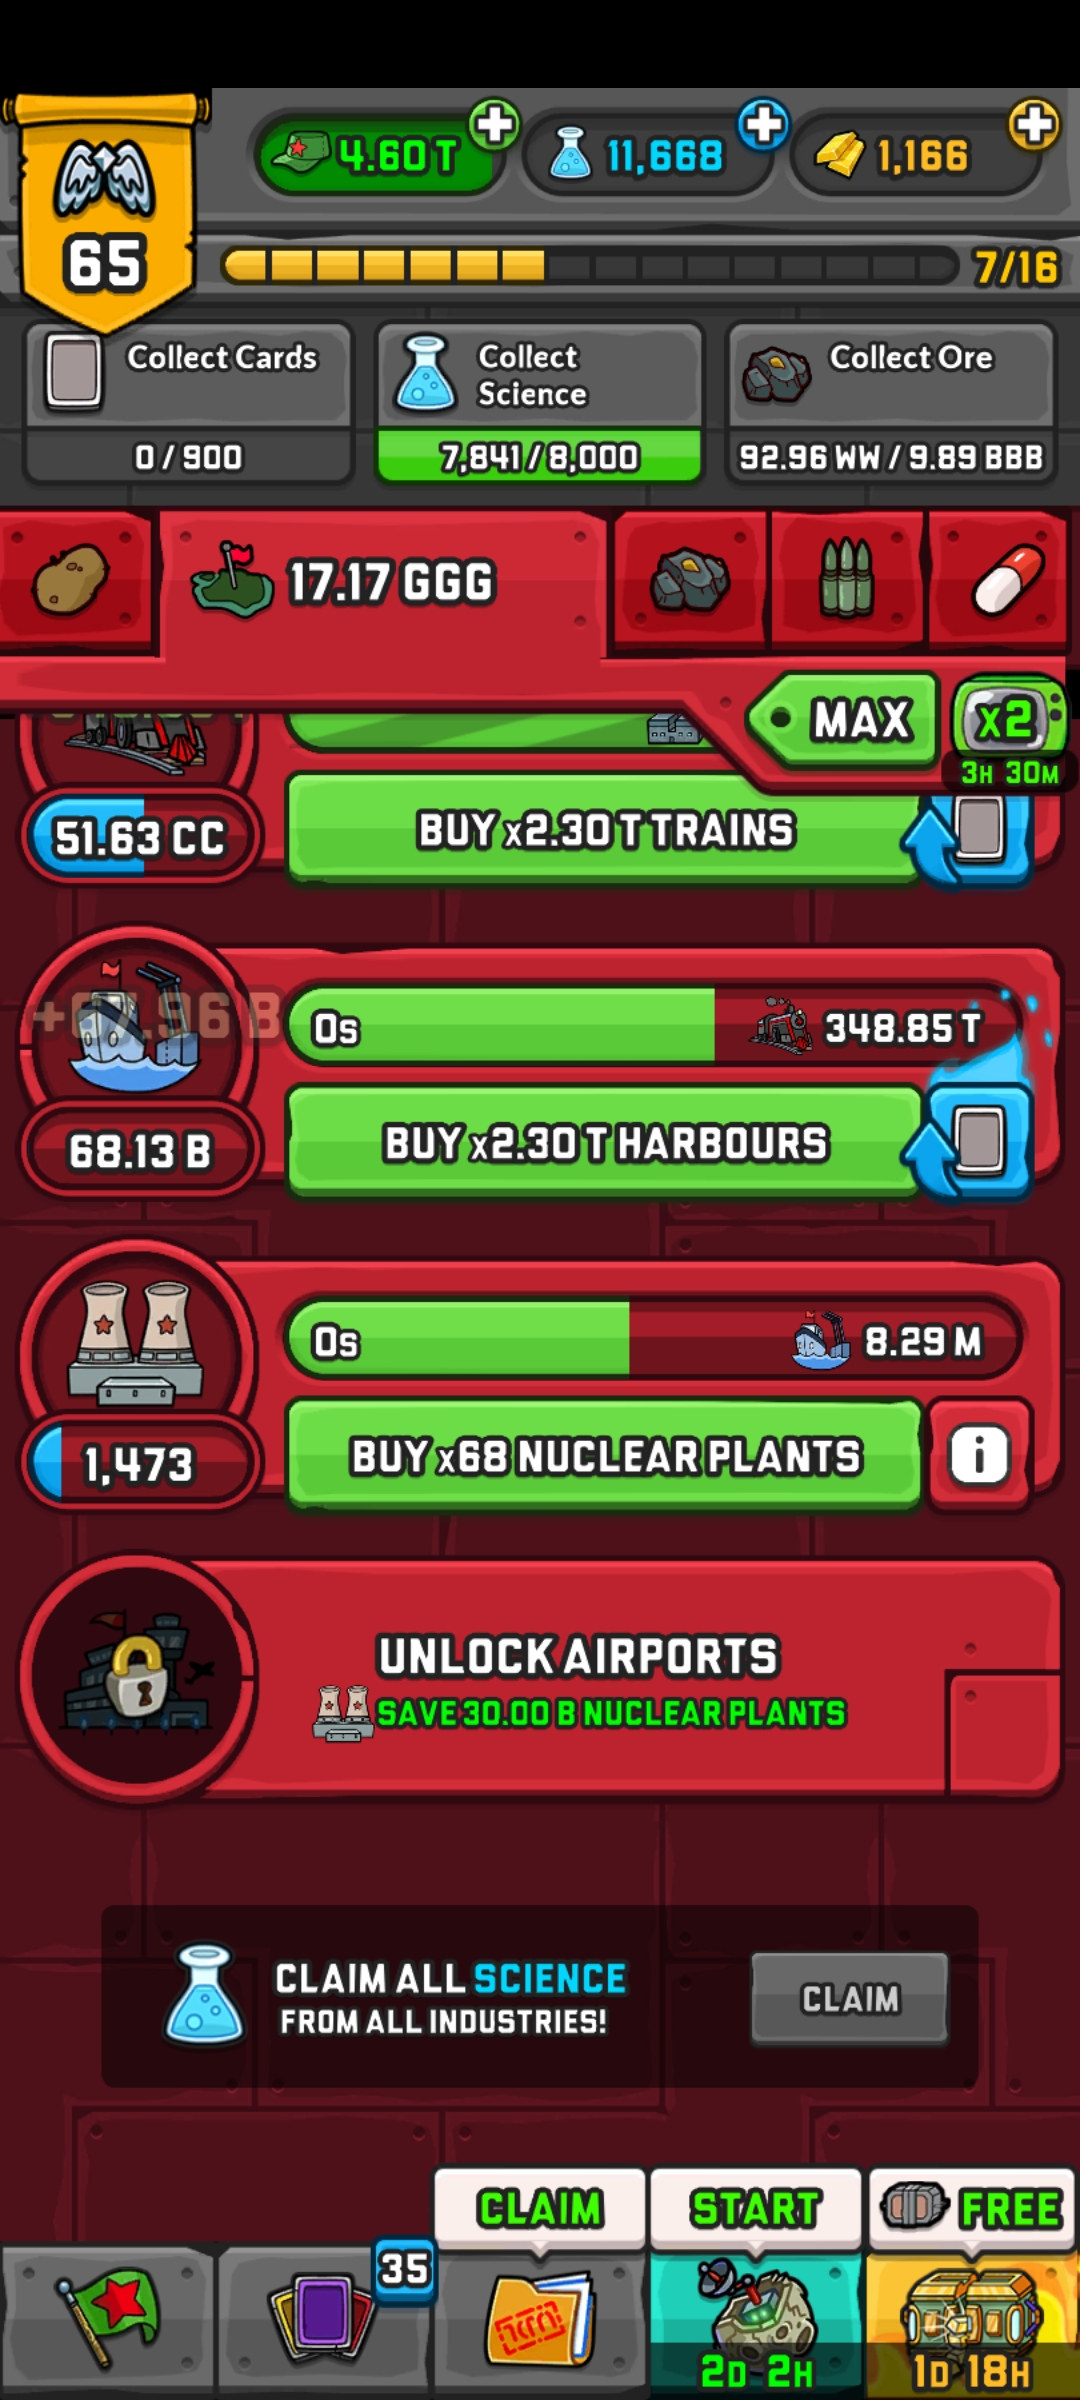 4.60 T
11,668
1,166
65
7/16
Collect Cards
0 / 900
Collect
Science
7,841 / 8,000
Collect Ore
92.96 WW / 9.89 BBB
17.17 GGG
MAX
x2
3H 30M
51.63 CC
BUY x2.30 T TRAINS
0s
348.85 T
68.13 B
BUY x2.30 T HARBOURS
0s
8.29 M
1,473
BUY x68 NUCLEAR PLANTS
i
UNLOCK AIRPORTS
SAVE 30.00 B NUCLEAR PLANTS
CLAIM ALL SCIENCE
FROM ALL INDUSTRIES!
CLAIM
CLAIM
START
FREE
35
2D 2H
1D 18H